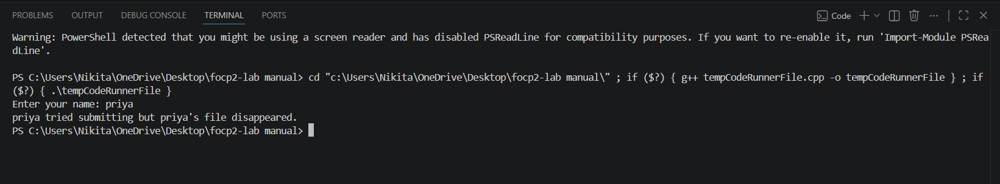 PROBLEMS OUTPUT DEBUG CONSOLE TERMINAL PORTS Code
Warning: PowerShell detected that you might be using a screen reader and has disabled PSReadLine for compatibility purposes. If you want to re-enable it, run 'Import-Module PSRea
dLine'.
PS C:\Users\Nikita\OneDrive\Desktop\focp2-lab manual> cd "c:\Users\Nikita\OneDrive\Desktop\focp2-lab manual\" ; if ($?) { g++ tempCodeRunnerFile.cpp -o tempCodeRunnerFile } ; if
($?) { .\tempCodeRunnerFile }
Enter your name: priya
priya tried submitting but priya's file disappeared.
PS C:\Users\Nikita\OneDrive\Desktop\focp2-lab manual>